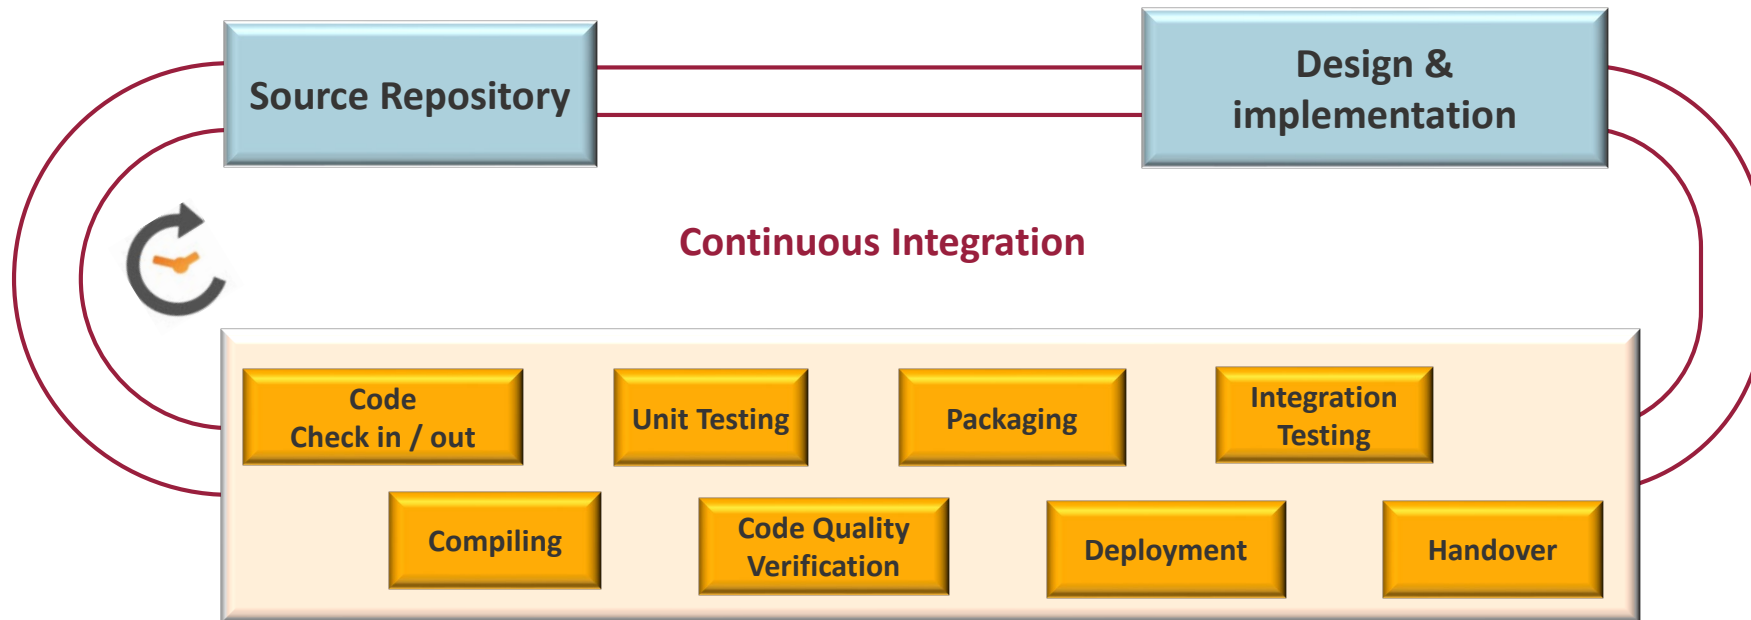 Source Repository
Design &
implementation
Continuous Integration
Code
Check in / out
Unit Testing
Packaging
Integration
Testing
Compiling
Code Quality
Verification
Deployment
Handover